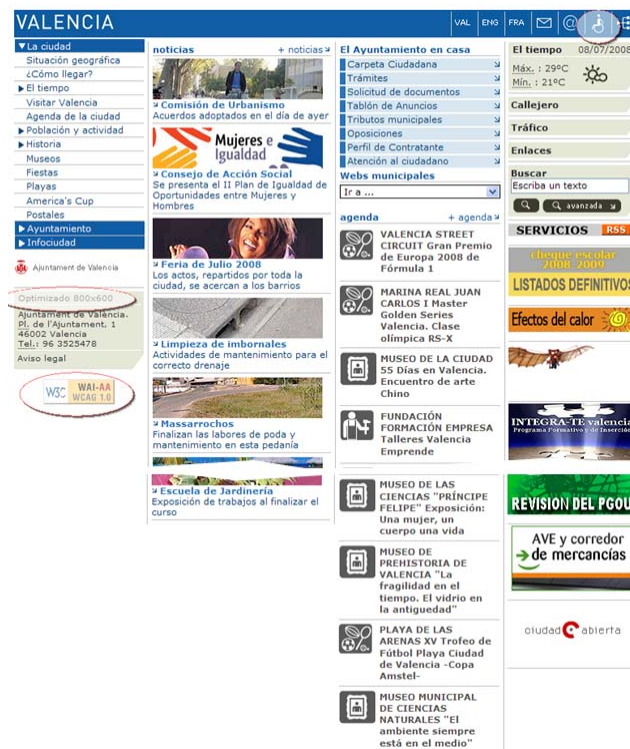 VALENCIA
VAL ENG FRA
La ciudad
Situación geográfica
¿Cómo llegar?
El tiempo
Visitar Valencia
Agenda de la ciudad
Población y actividad
Historia
Museos
Fiestas
Playas
America's Cup
Postales
Ayuntamiento
Infociudad
Ajuntament de Valencia
Optimizado 800x600
Ajuntament de València.
Pl. de l'Ajuntament, 1
46002 Valencia
Tel.: 96 3525478
Aviso legal
W3C WAI-AA
WCAG 1.0
noticias + noticias
Comisión de Urbanismo
Acuerdos adoptados en el día de ayer
Mujeres e
Igualdad
Consejo de Acción Social
Se presenta el II Plan de Igualdad de
Oportunidades entre Mujeres y
Hombres
Feria de Julio 2008
Los actos, repartidos por toda la
ciudad, se acercan a los barrios
Limpieza de imbornales
Actividades de mantenimiento para el
correcto drenaje
Massarrochos
Finalizan las labores de poda y
mantenimiento en esta pedanía
Escuela de Jardinería
Exposición de trabajos al finalizar el
curso
El Ayuntamiento en casa
Carpeta Ciudadana
Trámites
Solicitud de documentos
Tablón de Anuncios
Tributos municipales
Oposiciones
Perfil de Contratante
Atención al ciudadano
Webs municipales
Ir a ...
agenda + agenda
VALENCIA STREET
CIRCUIT Gran Premio
de Europa 2008 de
Fórmula 1
MARINA REAL JUAN
CARLOS I Master
Golden Series
Valencia. Clase
olímpica RS-X
MUSEO DE LA CIUDAD
55 Días en Valencia.
Encuentro de arte
Chino
FUNDACIÓN
FORMACIÓN EMPRESA
Talleres Valencia
Emprende
MUSEO DE LAS
CIENCIAS "PRÍNCIPE
FELIPE" Exposición:
Una mujer, un
cuerpo una vida
MUSEO DE
PREHISTORIA DE
VALENCIA "La
fragilidad en el
tiempo. El vidrio en
la antiguedad"
PLAYA DE LAS
ARENAS XV Trofeo de
Fútbol Playa Ciudad
de Valencia -Copa
Amstel-
MUSEO MUNICIPAL
DE CIENCIAS
NATURALES "El
ambiente siempre
está en el medio"
El tiempo 08/07/2008
Máx. : 29ºC
Mín. : 21ºC
Callejero
Tráfico
Enlaces
Buscar
Escriba un texto
avanzada
SERVICIOS RSS
cheque escolar
2008-2009
LISTADOS DEFINITIVOS
Efectos del calor
INTEGRA-TE valencia
Programa Formativo y de Inserción
REVISION DEL PGOU
AVE y corredor
de mercancías
ciudad abierta